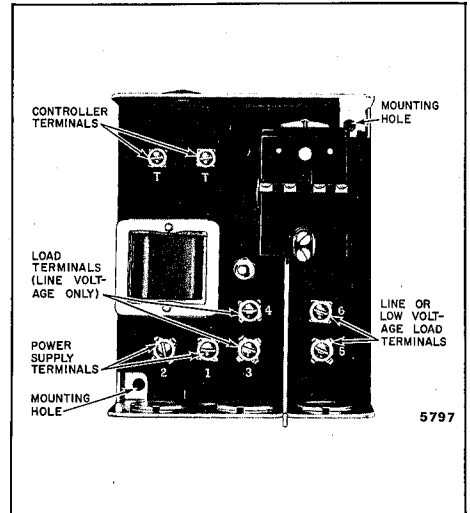 CONTROLLER
TERMINALS
MOUNTING
HOLE
T T
LOAD
TERMINALS
(LINE VOLT-
AGE ONLY)
4
6
LINE OR
LOW VOLT-
AGE LOAD
TERMINALS
POWER
SUPPLY
TERMINALS
2 1 3
5
MOUNTING
HOLE
5797